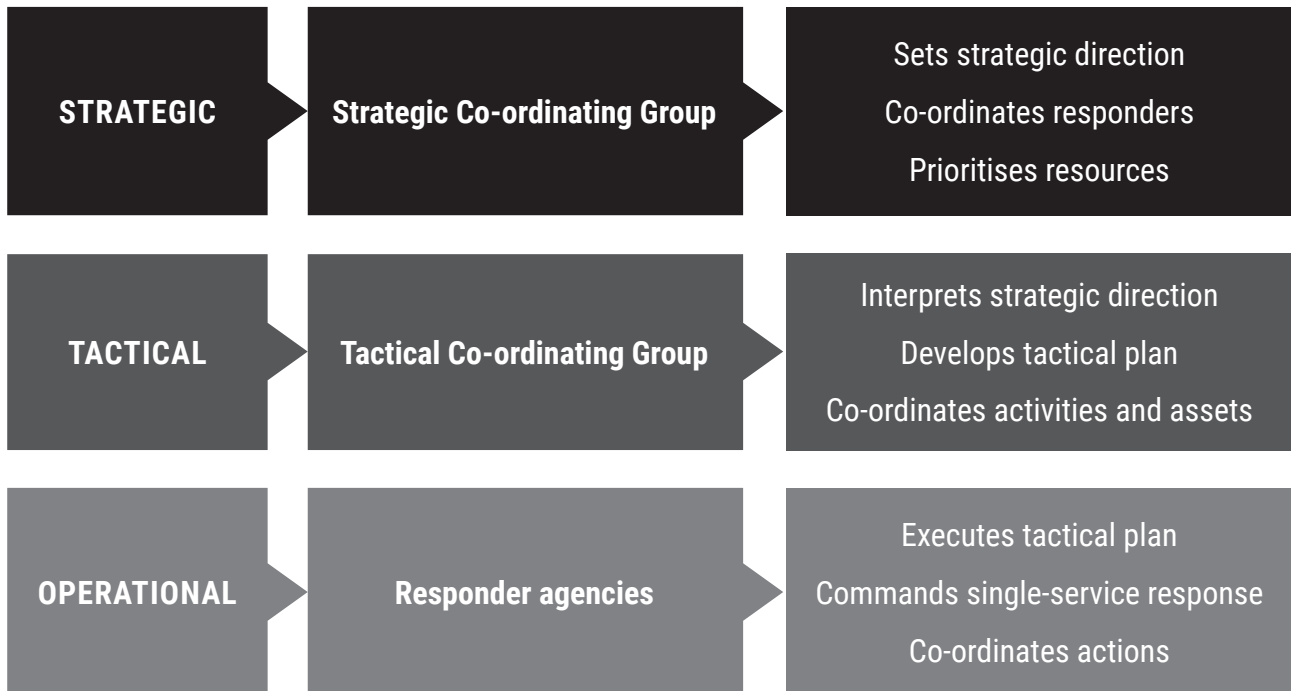 STRATEGIC
Strategic Co-ordinating Group
Sets strategic direction
Co-ordinates responders
Prioritises resources
TACTICAL
Tactical Co-ordinating Group
Interprets strategic direction
Develops tactical plan
Co-ordinates activities and assets
OPERATIONAL
Responder agencies
Executes tactical plan
Commands single-service response
Co-ordinates actions